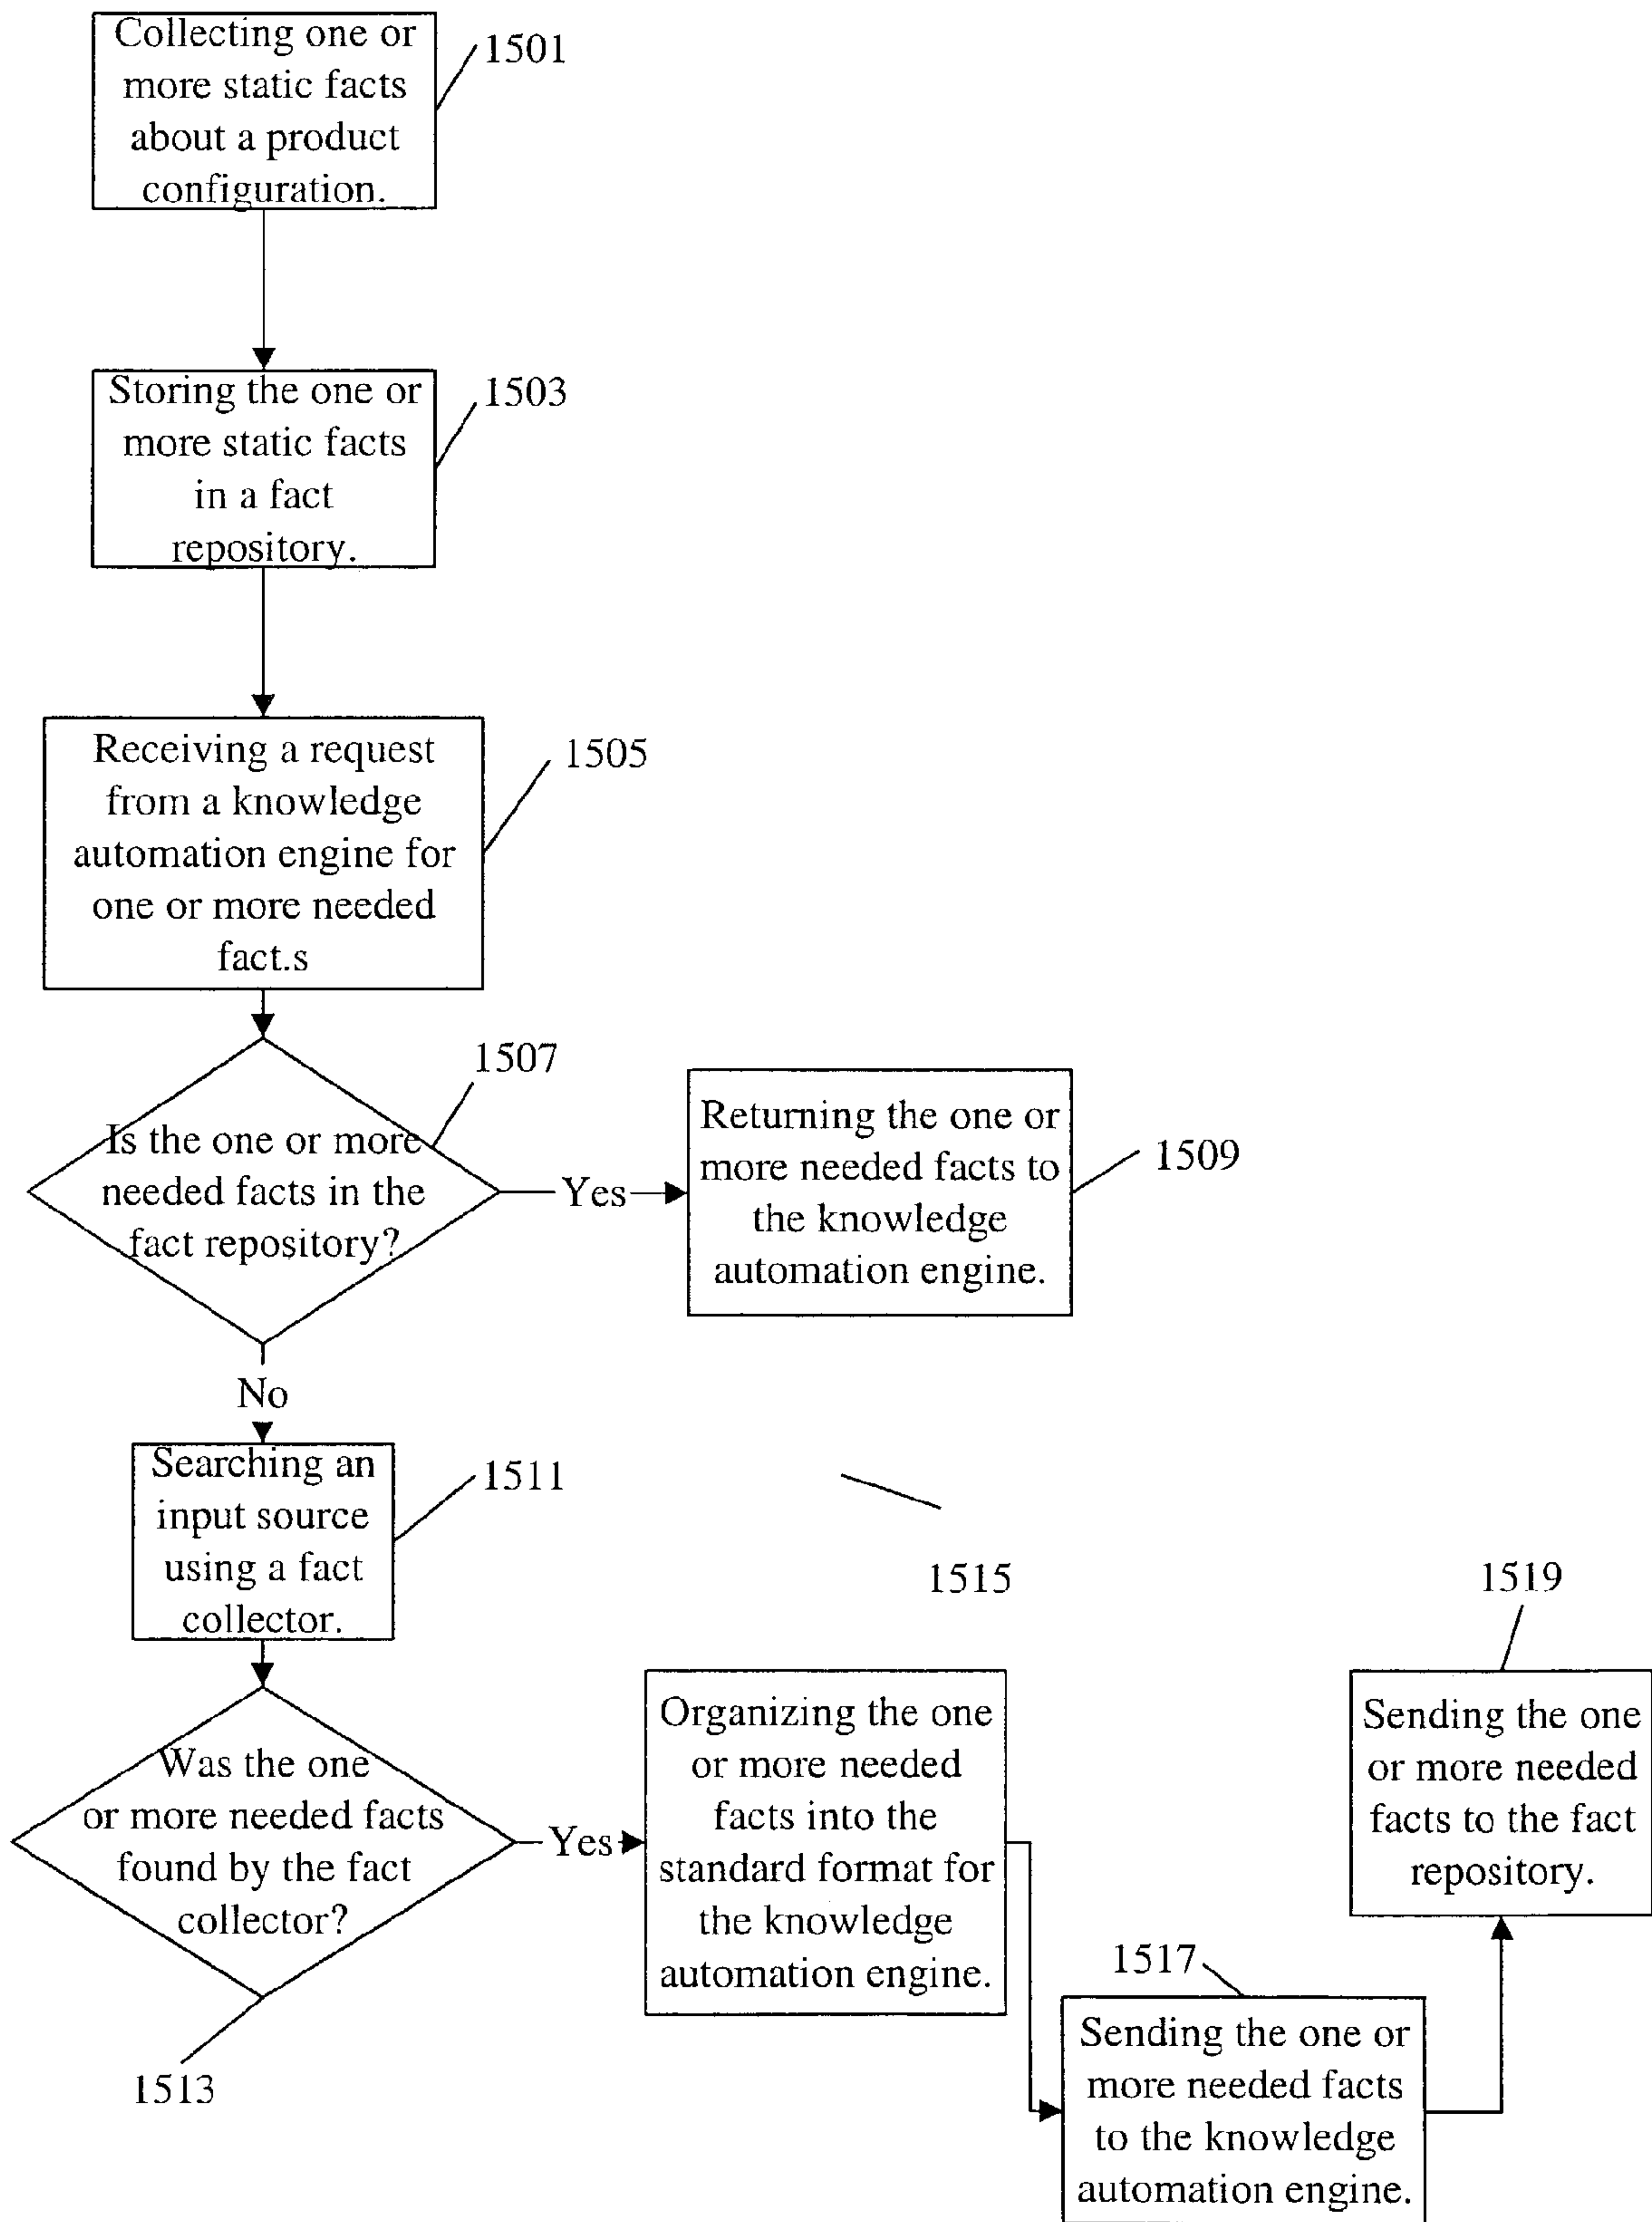 Collecting one or
more static facts
about a product
configuration.
1501
Storing the one or
more static facts
in a fact
repository.
1503
Receiving a request
from a knowledge
automation engine for
one or more needed
fact.s
1505
Is the one or more
needed facts in the
fact repository?
1507
Yes
Returning the one or
more needed facts to
the knowledge
automation engine.
1509
No
Searching an
input source
using a fact
collector.
1511
1515
Was the one
or more needed facts
found by the fact
collector?
1513
Yes
Organizing the one
or more needed
facts into the
standard format for
the knowledge
automation engine.
1517
Sending the one or
more needed facts
to the knowledge
automation engine.
1519
Sending the one
or more needed
facts to the fact
repository.